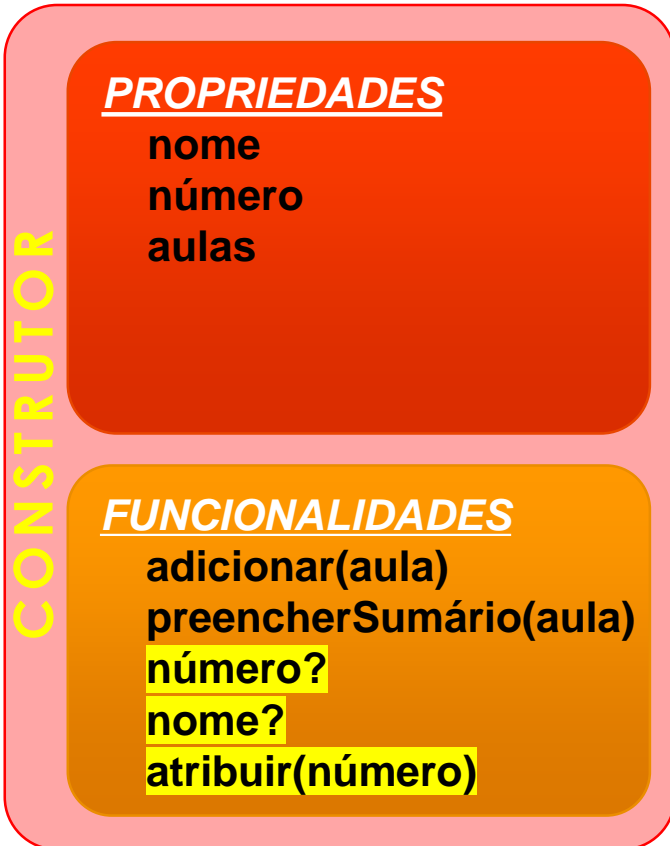 CONSTRUTOR
PROPRIEDADES
nome
número
aulas
FUNCIONALIDADES
adicionar(aula)
preencherSumário(aula)
número?
nome?
atribuir(número)